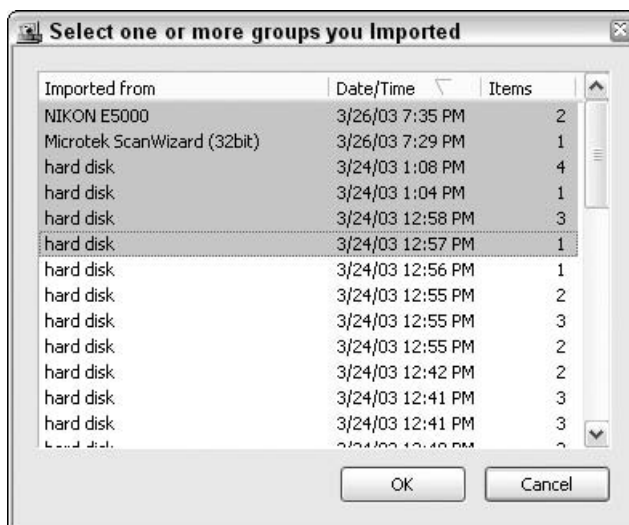 Select one or more groups you Imported
Imported from Date/Time Items
NIKON E5000 3/26/03 7:35 PM 2
Microtek ScanWizard (32bit) 3/26/03 7:29 PM 1
hard disk 3/24/03 1:08 PM 4
hard disk 3/24/03 1:04 PM 1
hard disk 3/24/03 12:58 PM 3
hard disk 3/24/03 12:57 PM 1
hard disk 3/24/03 12:56 PM 1
hard disk 3/24/03 12:55 PM 2
hard disk 3/24/03 12:55 PM 3
hard disk 3/24/03 12:55 PM 2
hard disk 3/24/03 12:42 PM 2
hard disk 3/24/03 12:41 PM 3
hard disk 3/24/03 12:41 PM 3
OK Cancel